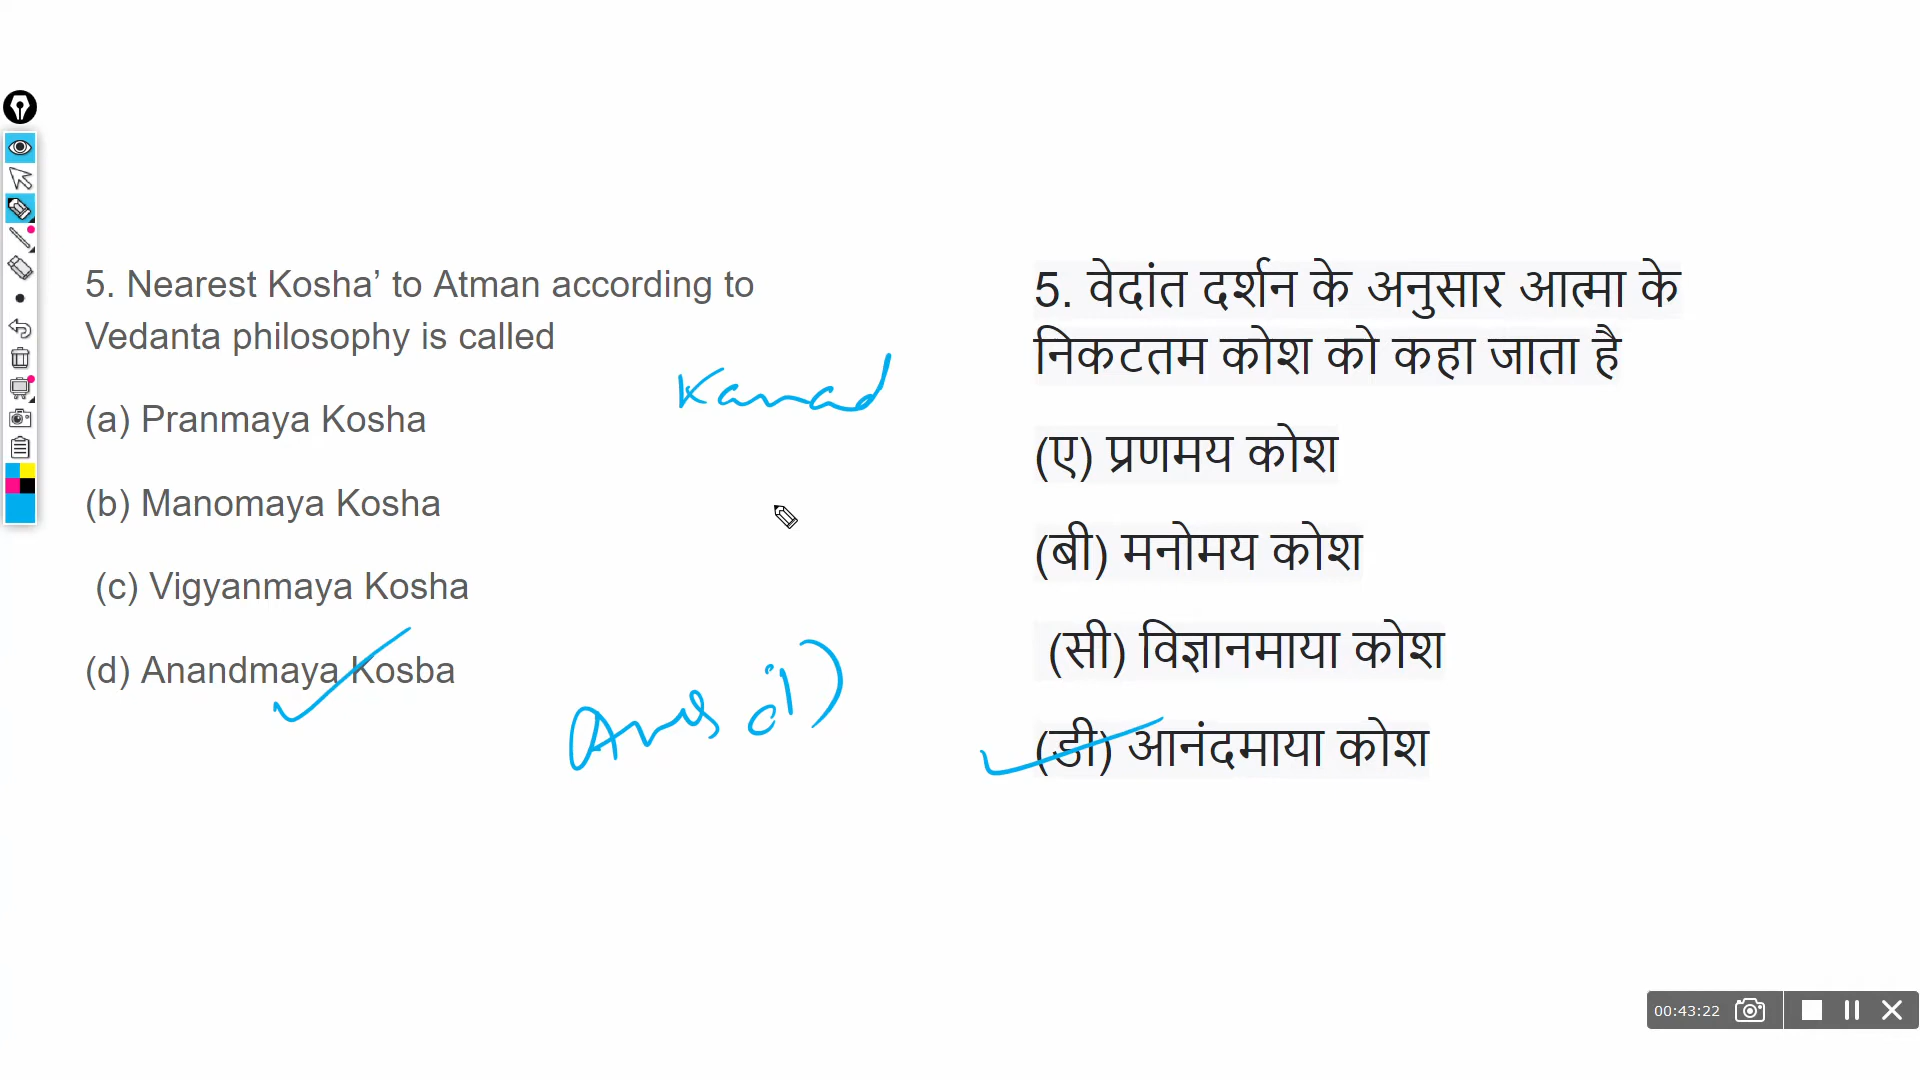 5. Nearest Kosha’ to Atman according to
Vedanta philosophy is called
(a) Pranmaya Kosha
(b) Manomaya Kosha
(c) Vigyanmaya Kosha
(d) Anandmaya Kosba
Kanad
Ans d)
5. वेदांत दर्शन के अनुसार आत्मा के
निकटतम कोश को कहा जाता है
(ए) प्रणमय कोश
(बी) मनोमय कोश
(सी) विज्ञानमाया कोश
(डी) आनंदमाया कोश
00:43:22